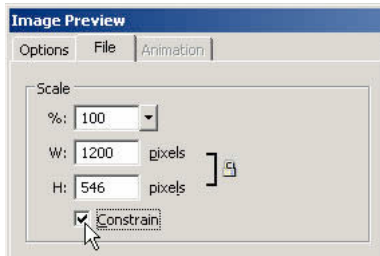 Image Preview
Options File Animation
Scale
%: 100
W: 1200 pixels
H: 546 pixels
Constrain